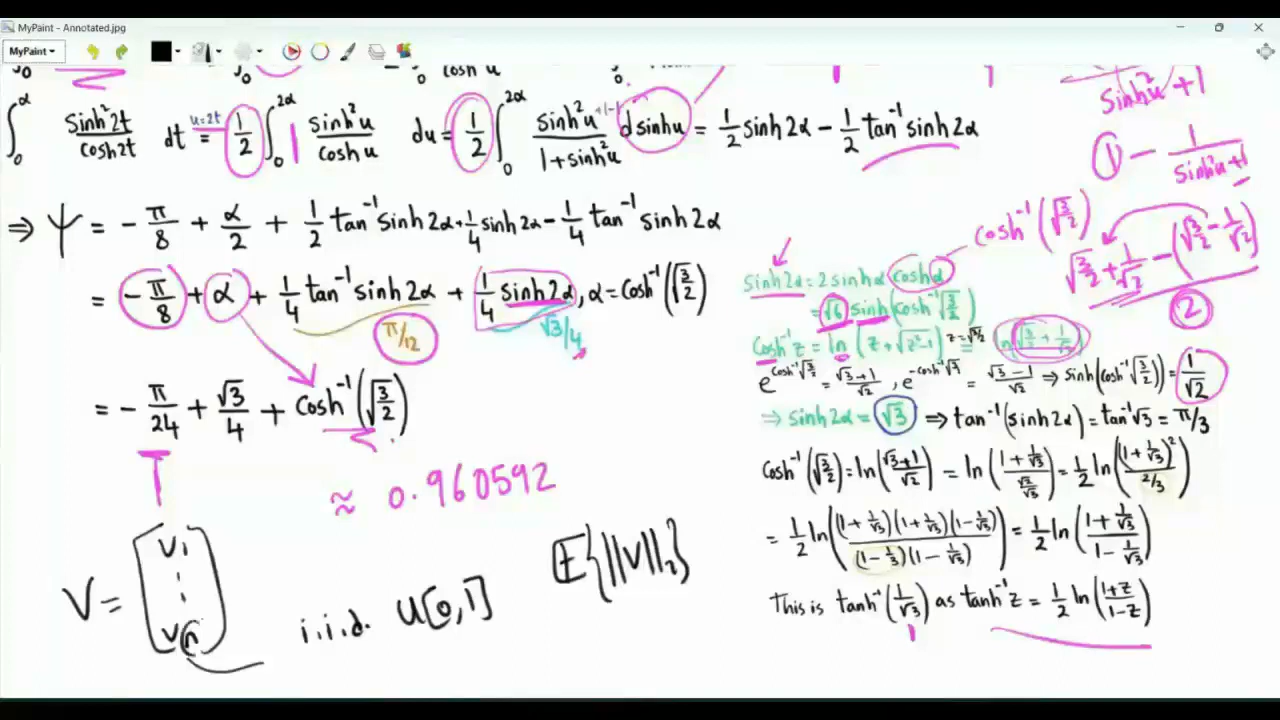 MyPaint - Annotated.jpg
MyPaint
cosh u
sinh²u + 1
∫₀^α sinh²2t / cosh2t dt = (u=2t) 1/2 ∫₀^2α sinh²u / cosh u du = 1/2 ∫₀^2α sinh²u +1-1 / 1+sinh²u d sinhu = 1/2 sinh 2α - 1/2 tan⁻¹ sinh 2α
1 - 1 / sinh²u+1
⇒ Ψ = - π/8 + α/2 + 1/2 tan⁻¹ sinh 2α + 1/4 sinh 2α - 1/4 tan⁻¹ sinh 2α
cosh⁻¹(√(3/2))
√(3/2) + 1/√2 - (√(3/2) - 1/√2)
2
= - π/8 + α + 1/4 tan⁻¹ sinh 2α + 1/4 sinh 2α, α = cosh⁻¹(√(3/2))
π/12
√3/4
= - π/24 + √3/4 + cosh⁻¹(√(3/2))
≈ 0.960592
V = [V1 ⋮ Vn] i.i.d. U[0,1] E{||V||₂}
sinh 2α = 2 sinh α cosh α
= √6 sinh(cosh⁻¹√(3/2))
cosh⁻¹z = ln(z + √(z²-1)) z=√(3/2) = ln(√(3/2) + 1/√2)
e^(cosh⁻¹√(3/2)) = (√3+1)/√2 , e^(-cosh⁻¹√(3/2)) = (√3-1)/√2 ⇒ sinh(cosh⁻¹√(3/2)) = 1/√2
⇒ sinh 2α = √3 ⇒ tan⁻¹(sinh 2α) = tan⁻¹√3 = π/3
cosh⁻¹(√(3/2)) = ln((√3+1)/√2) = ln((1 + 1/√3)/(√2/√3)) = 1/2 ln((1 + 1/√3)²/(2/3))
= 1/2 ln((1 + 1/√3)(1 + 1/√3)(1 - 1/√3) / (1 - 1/3)(1 - 1/√3)) = 1/2 ln((1 + 1/√3)/(1 - 1/√3))
This is tanh⁻¹(1/√3) as tanh⁻¹z = 1/2 ln((1+z)/(1-z))